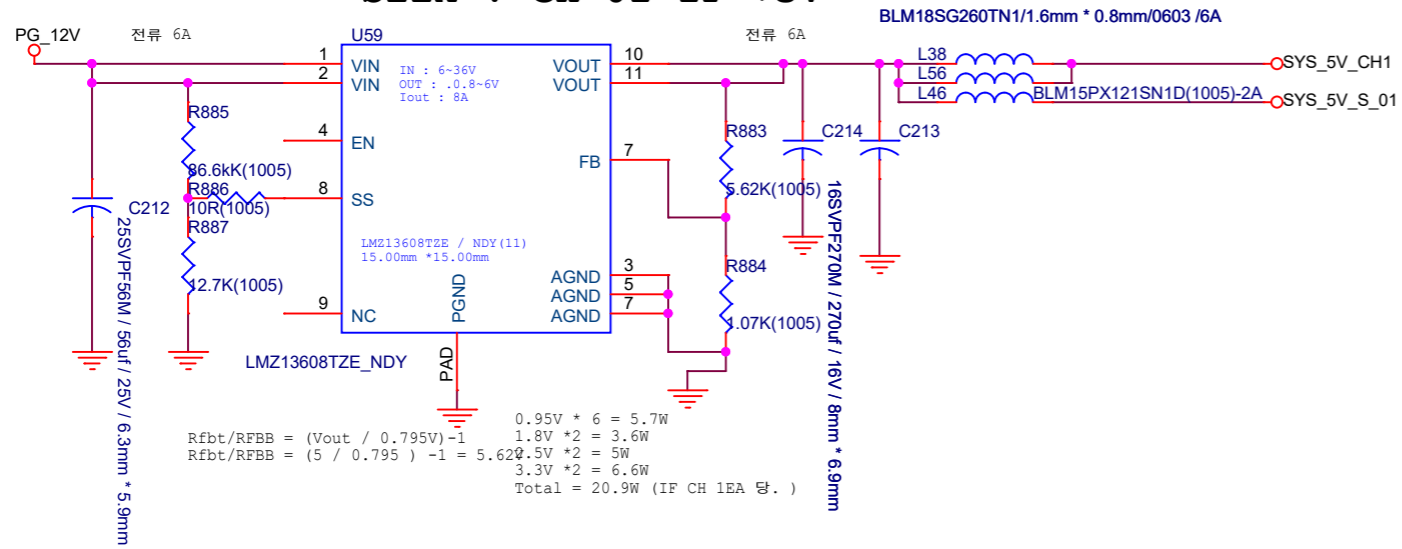 BLM18SG260TN1/1.6mm * 0.8mm/0603 /6A
PG_12V
전류 6A
U59
전류 6A
1
VIN
2
VIN
IN : 6~36V
OUT : .0.8~6V
Iout : 8A
VOUT
10
VOUT
11
L38
L56
L46
BLM15PX121SN1D(1005)-2A
SYS_5V_CH1
SYS_5V_S_01
R885
86.6kK(1005)
4
EN
R883
5.62K(1005)
C214
C213
FB
7
R886
10R(1005)
8
SS
C212
25SVPF56M / 56uf / 25V / 6.3mm * 5.9mm
R887
12.7K(1005)
LMZ13608TZE / NDY(11)
15.00mm *15.00mm
16SVPF270M / 270uf / 16V / 8mm * 6.9mm
R884
1.07K(1005)
AGND
3
AGND
5
AGND
7
9
NC
PGND
PAD
LMZ13608TZE_NDY
Rfbt/RFBB = (Vout / 0.795V)-1
Rfbt/RFBB = (5 / 0.795 ) -1 = 5.62
0.95V * 6 = 5.7W
1.8V *2 = 3.6W
2.5V *2 = 5W
3.3V *2 = 6.6W
Total = 20.9W (IF CH 1EA 당. )